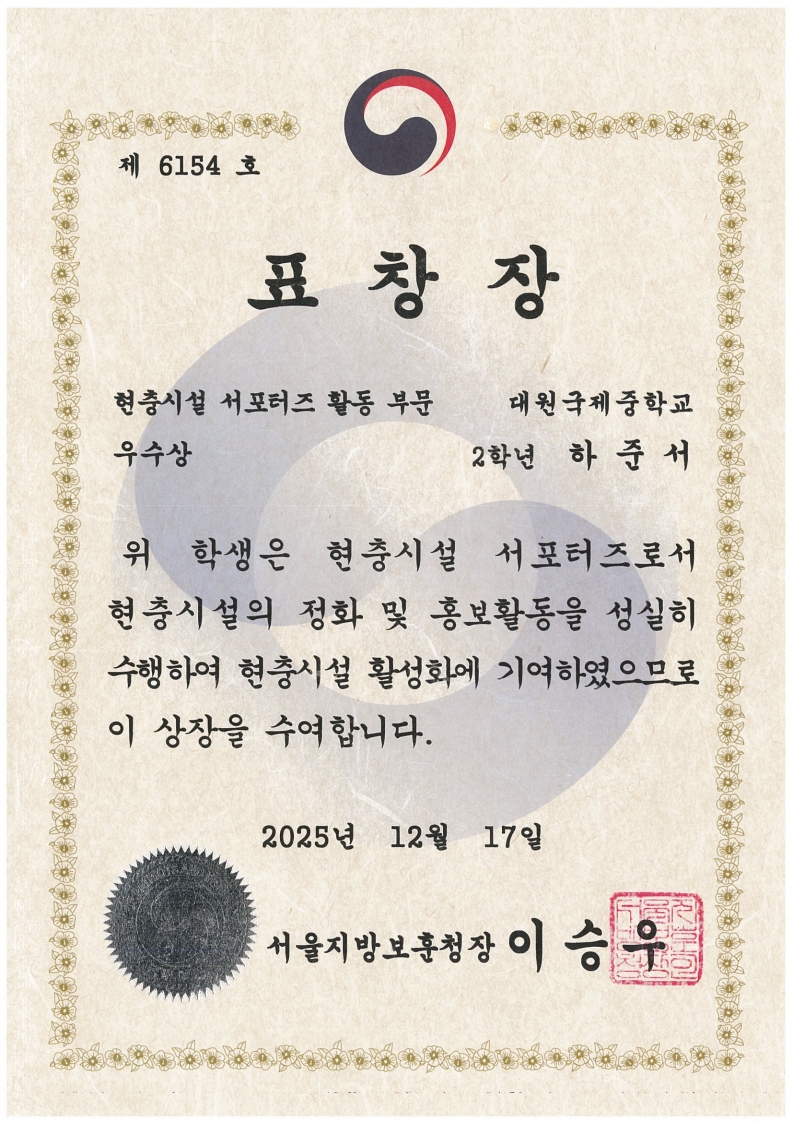 제 6154 호
표 창 장
현충시설 서포터즈 활동 부문 대원국제중학교
우수상 2학년 하 준 서
위 학생은 현충시설 서포터즈로서
현충시설의 정화 및 홍보활동을 성실히
수행하여 현충시설 활성화에 기여하였으므로
이 상장을 수여합니다.
2025년 12월 17일
서울지방보훈청장 이 승 우